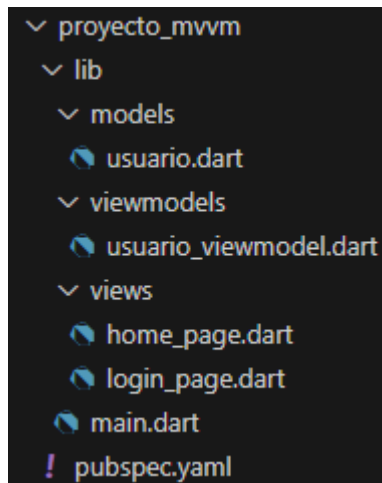 proyecto_mvvm
lib
models
usuario.dart
viewmodels
usuario_viewmodel.dart
views
home_page.dart
login_page.dart
main.dart
! pubspec.yaml